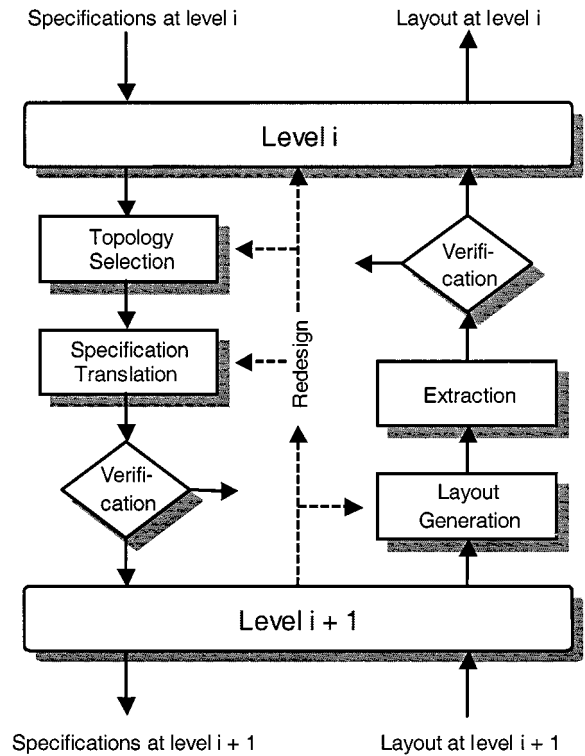 Specifications at level i
Layout at level i
Level i
Topology
Selection
Verifi-
cation
Specification
Translation
Redesign
Extraction
Verifi-
cation
Layout
Generation
Level i + 1
Specifications at level i + 1
Layout at level i + 1